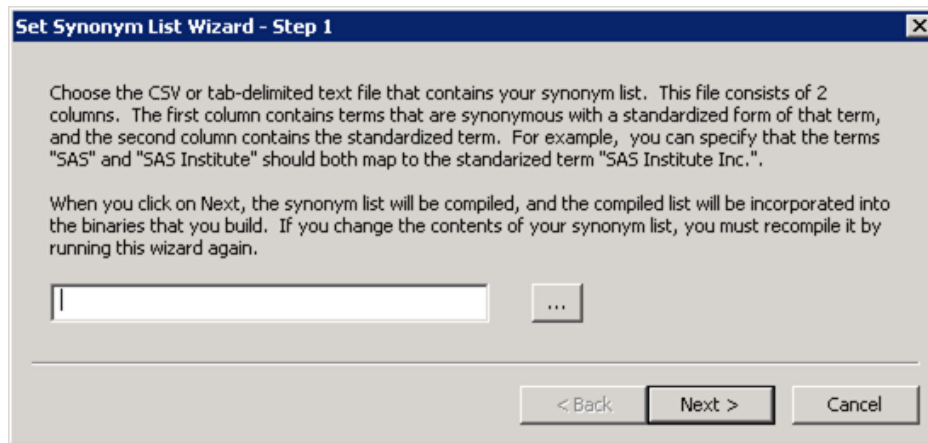 Set Synonym List Wizard - Step 1
Choose the CSV or tab-delimited text file that contains your synonym list. This file consists of 2
columns. The first column contains terms that are synonymous with a standardized form of that term,
and the second column contains the standardized term. For example, you can specify that the terms
"SAS" and "SAS Institute" should both map to the standarized term "SAS Institute Inc.".
When you click on Next, the synonym list will be compiled, and the compiled list will be incorporated into
the binaries that you build. If you change the contents of your synonym list, you must recompile it by
running this wizard again.
...
< Back Next > Cancel